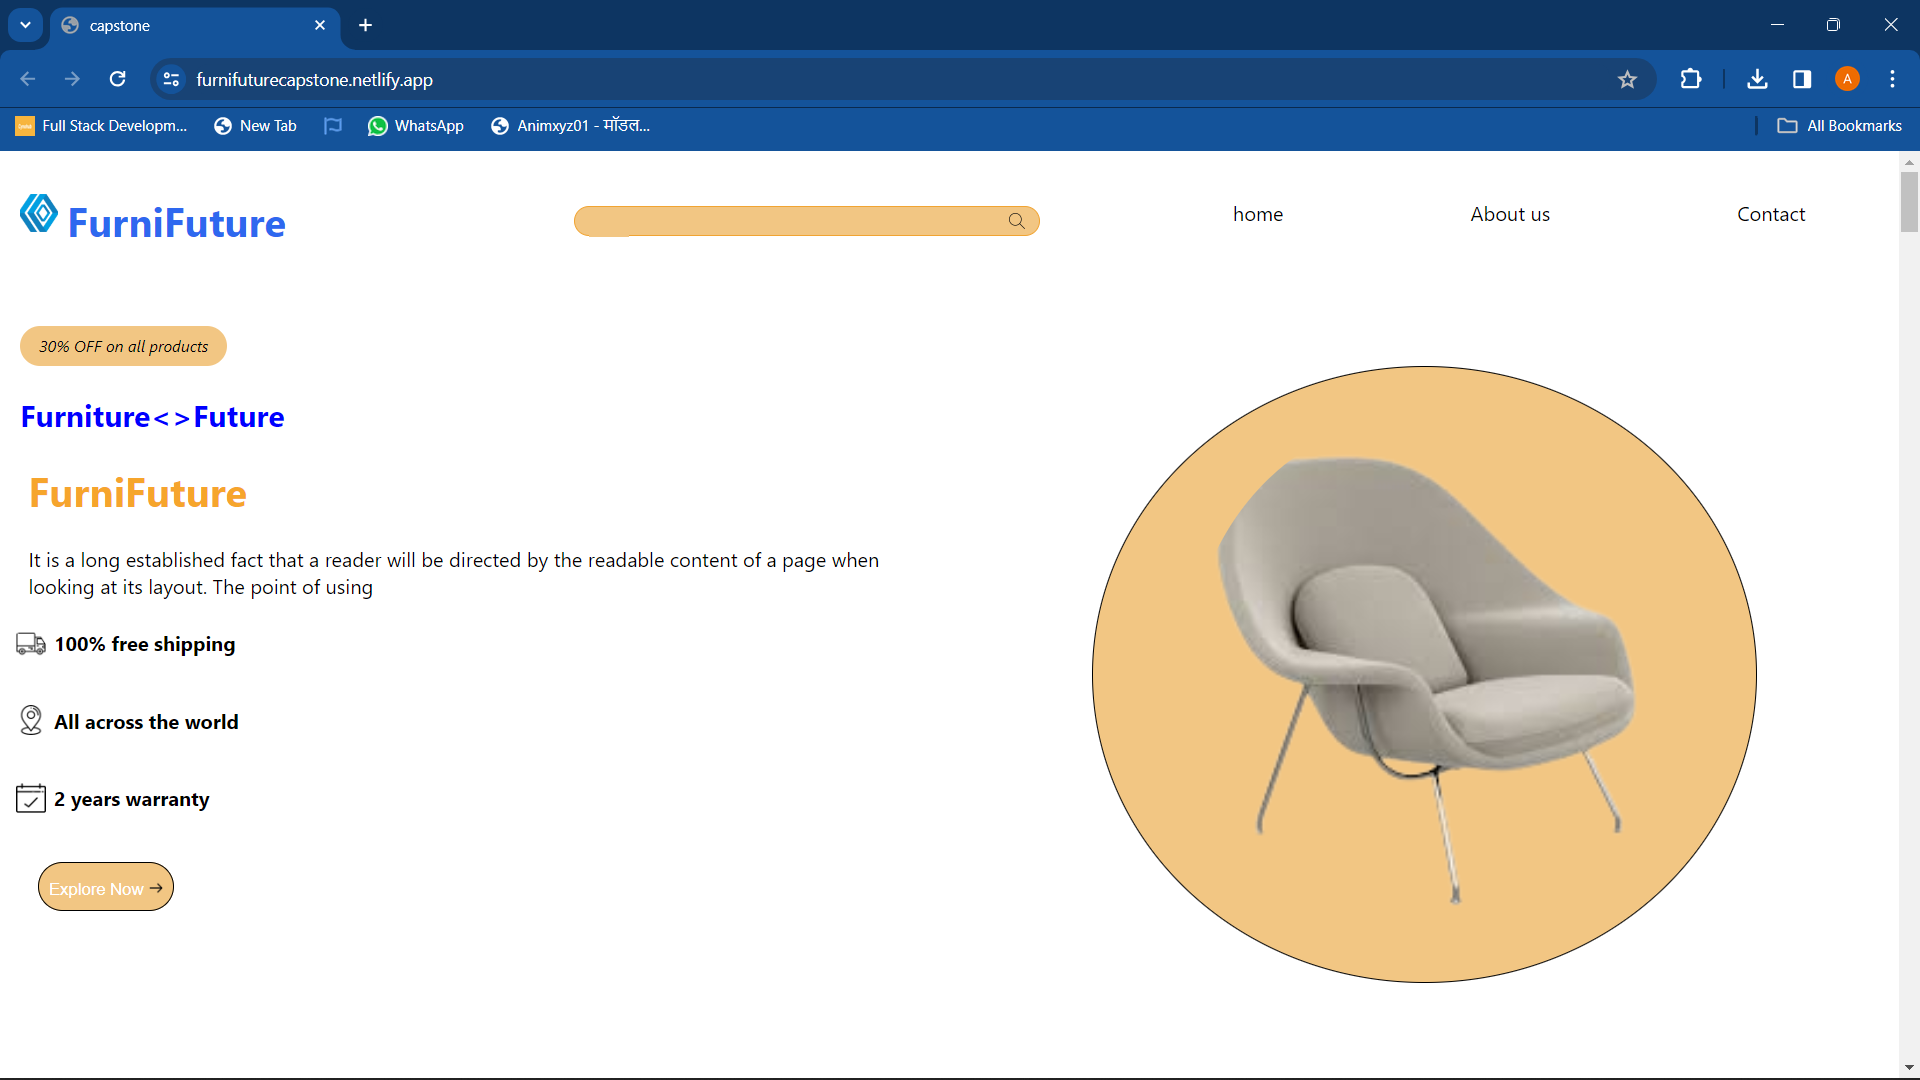 capstone
furnifuturecapstone.netlify.app
A
Full Stack Developm...
New Tab
WhatsApp
Animxyz01 - मॉडल...
All Bookmarks
FurniFuture
home
About us
Contact
30% OFF on all products
Furniture<>Future
FurniFuture
It is a long established fact that a reader will be directed by the readable content of a page when
looking at its layout. The point of using
100% free shipping
All across the world
2 years warranty
Explore Now →